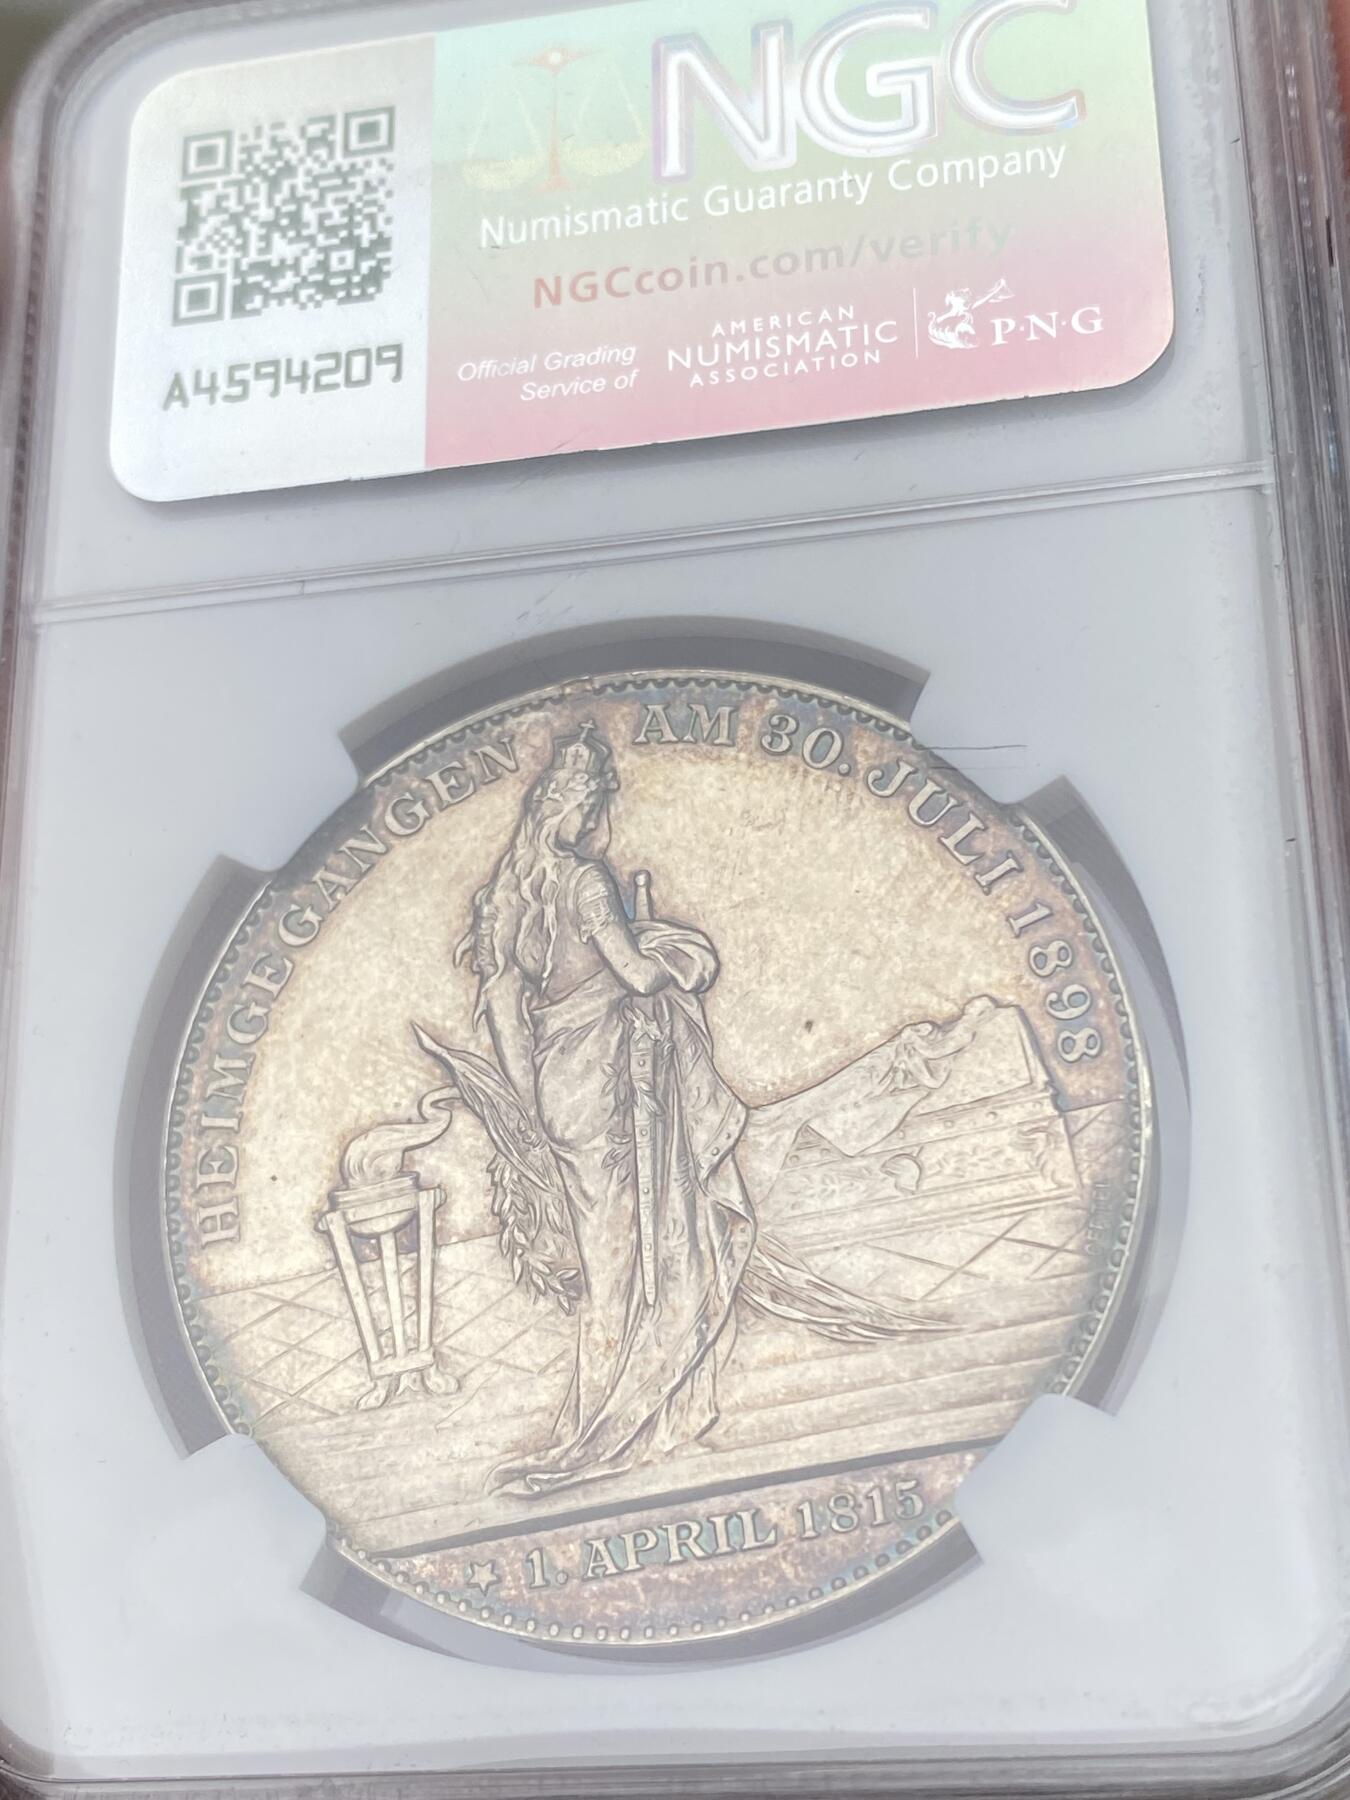 NGC
Numismatic Guaranty Company
NGCcoin.com/verify
A4594209
Official Grading
Service of
AMERICAN
NUMISMATIC
ASSOCIATION
P·N·G
HEIMGEGANGEN AM 30. JULI 1898
OERTEL
☆ 1. APRIL 1815